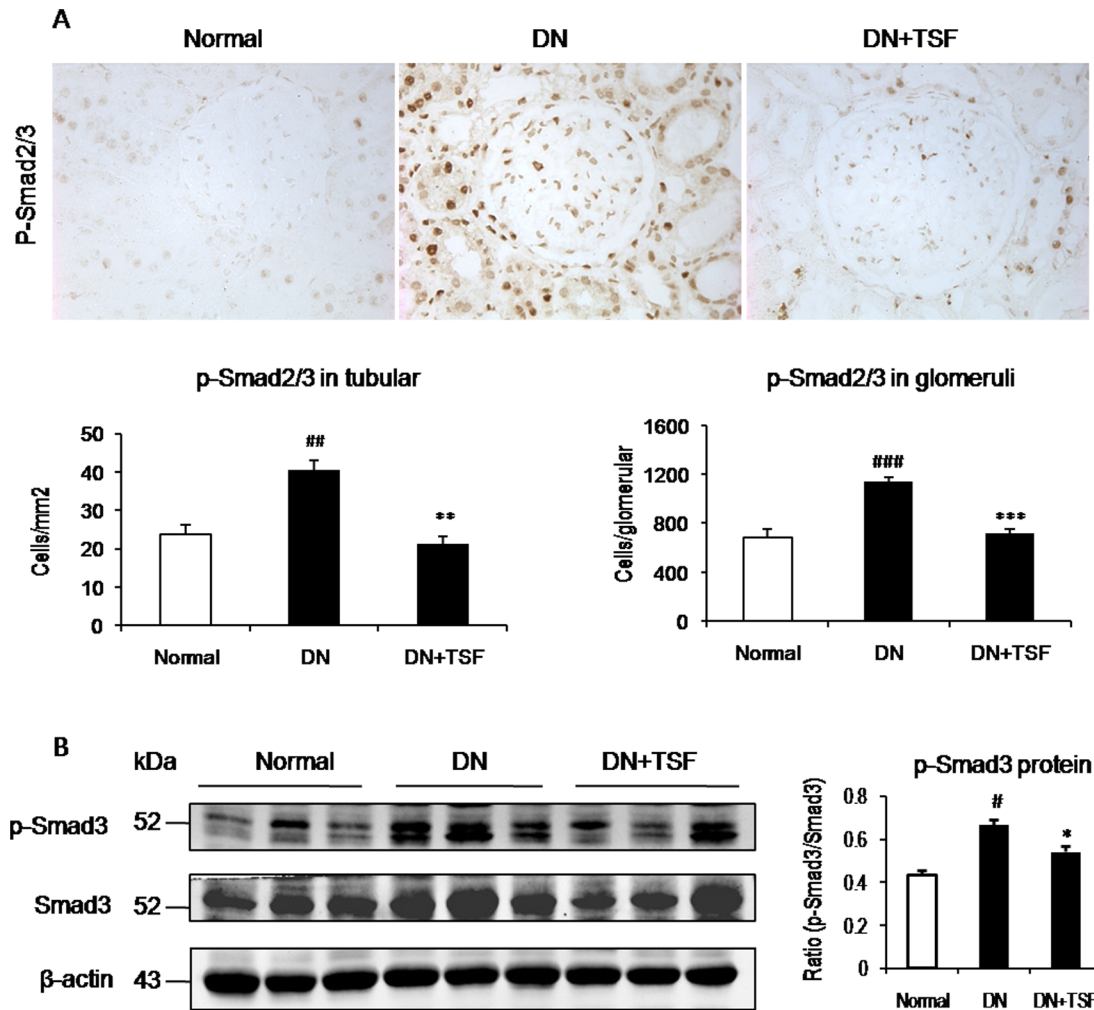 A
Normal DN DN+TSF
P-Smad2/3
p-Smad2/3 in tubular
Cells/mm2
50
40
30
20
10
0
##
**
Normal DN DN+TSF
p-Smad2/3 in glomeruli
Cells/glomerular
1600
1200
800
400
0
###
***
Normal DN DN+TSF
B
kDa Normal DN DN+TSF
p-Smad3 52
Smad3 52
β-actin 43
p-Smad3 protein
Ratio (p-Smad3/Smad3)
0.8
0.6
0.4
0.2
0
#
*
Normal DN DN+TSF